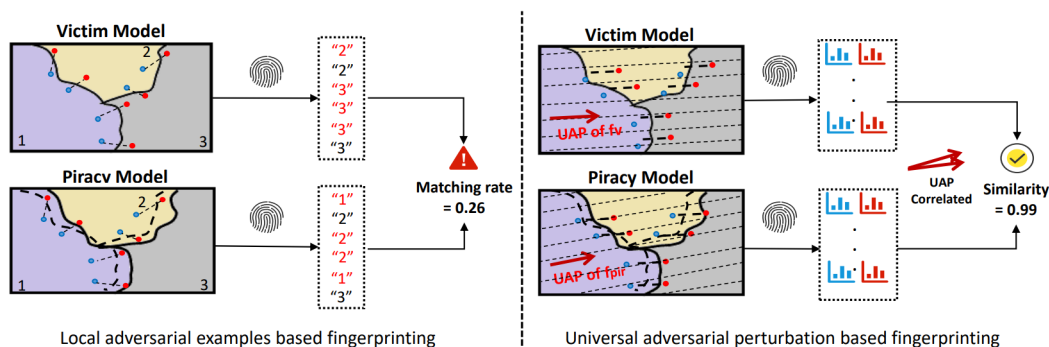 Victim Model
2
1
3
"2"
"2"
"3"
"3"
"3"
"3"
Piracy Model
2
1
3
"1"
"2"
"2"
"2"
"1"
"3"
Matching rate
= 0.26
Local adversarial examples based fingerprinting
Victim Model
UAP of fv
Piracy Model
UAP of fpir
UAP
Correlated
Similarity
= 0.99
Universal adversarial perturbation based fingerprinting